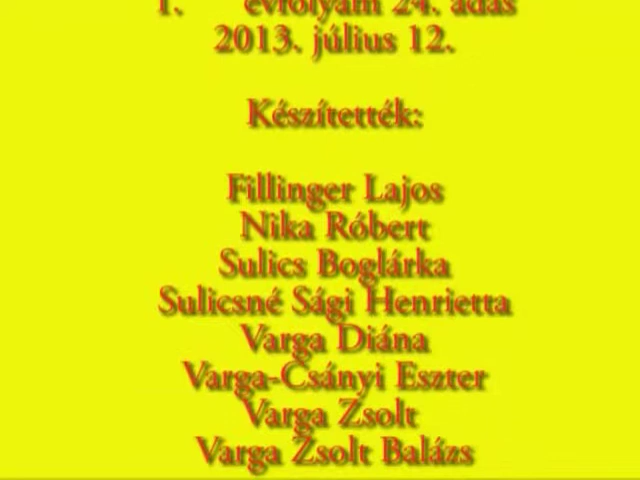 1. évfolyam 24. adás
2013. július 12.
Készítették:
Fillinger Lajos
Nika Róbert
Sulics Boglárka
Sulicsné Sági Henrietta
Varga Diána
Varga-Csányi Eszter
Varga Zsolt
Varga Zsolt Balázs